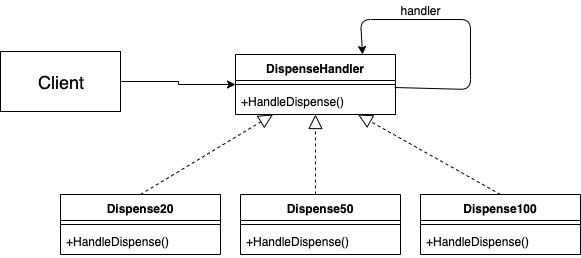 handler
Client
DispenseHandler
+HandleDispense()
Dispense20
+HandleDispense()
Dispense50
+HandleDispense()
Dispense100
+HandleDispense()